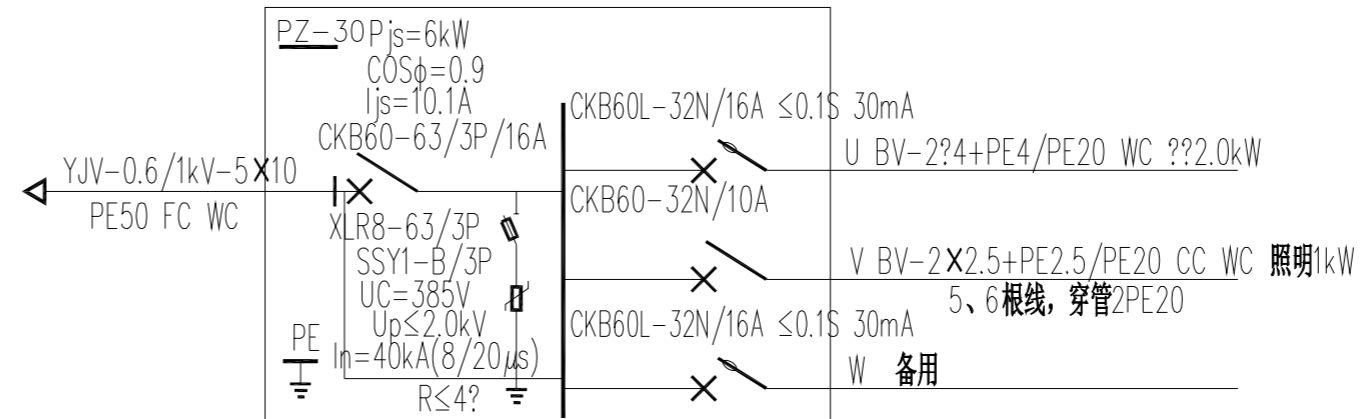 PZ-30 Pjs=6kW
COSϕ=0.9
Ijs=10.1A
CKB60-63/3P/16A
YJV-0.6/1kV-5×10
PE50 FC WC
XLR8-63/3P
SSY1-B/3P
UC=385V
Up≤2.0kV
In=40kA(8/20μs)
R≤4?
PE
CKB60L-32N/16A ≤0.1S 30mA
U BV-2?4+PE4/PE20 WC ??2.0kW
CKB60-32N/10A
V BV-2×2.5+PE2.5/PE20 CC WC 照明1kW
5、6根线，穿管2PE20
CKB60L-32N/16A ≤0.1S 30mA
W 备用